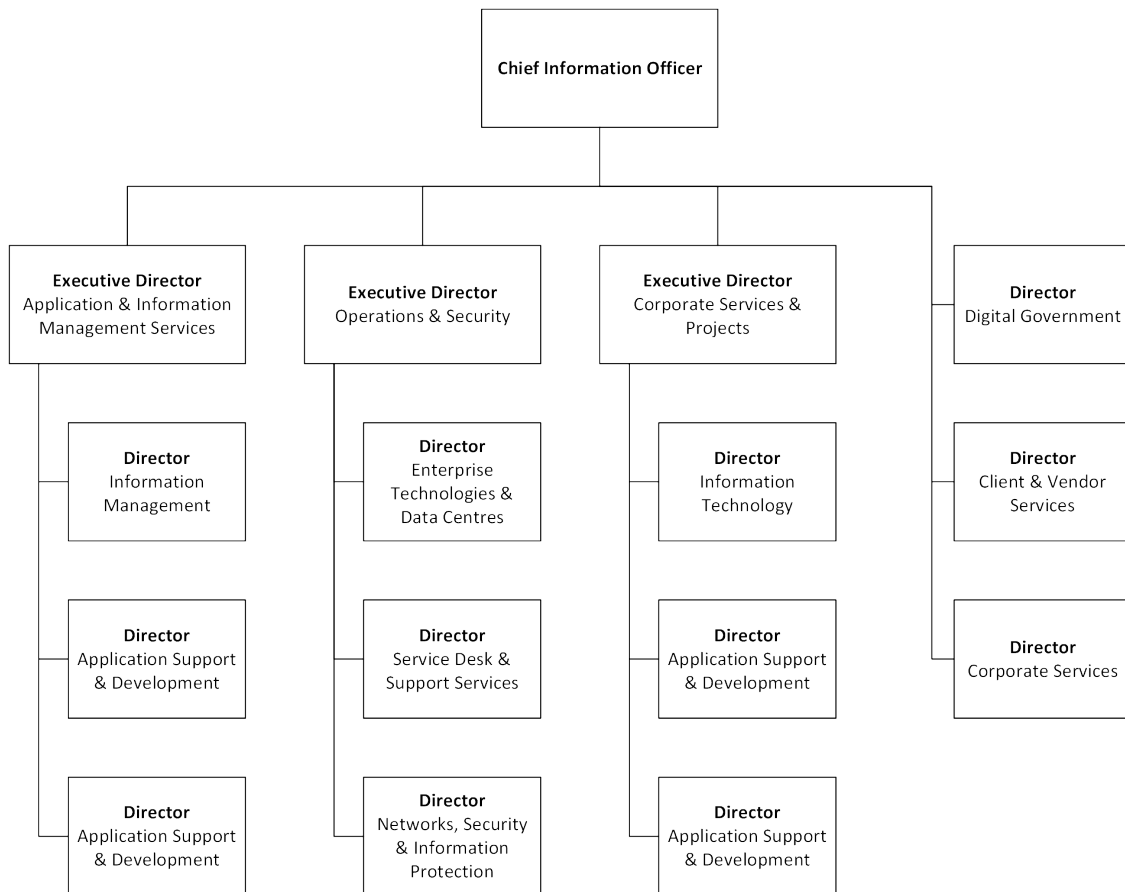 Chief Information Officer
Executive Director
Application & Information
Management Services
Executive Director
Operations & Security
Executive Director
Corporate Services &
Projects
Director
Digital Government
Director
Information
Management
Director
Enterprise
Technologies &
Data Centres
Director
Information
Technology
Director
Client & Vendor
Services
Director
Application Support
& Development
Director
Service Desk &
Support Services
Director
Application Support
& Development
Director
Corporate Services
Director
Application Support
& Development
Director
Networks, Security
& Information
Protection
Director
Application Support
& Development